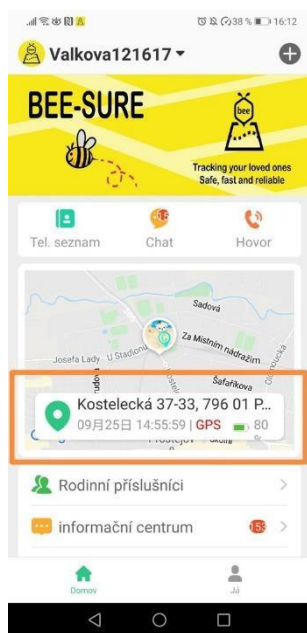 38 % 16:12
Valkova121617
BEE-SURE
bee
Tracking your loved ones
Safe, fast and reliable
Tel. seznam
Chat
Hovor
Sadová
Za Místním nádražím
Josefa Lady
U Stadionu
Šafaříkova
Kostelecká 37-33, 796 01 P...
09月25日 14:55:59 | GPS 80
Rodinní příslušníci
informační centrum
153
Domov
Já